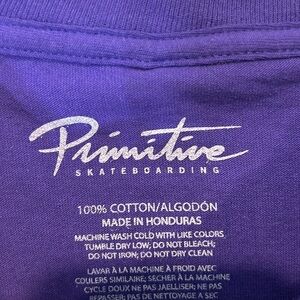 Primitive
SKATEBOARDING
100% COTTON/ALGODÓN
MADE IN HONDURAS
MACHINE WASH COLD WITH LIKE COLORS
TUMBLE DRY LOW; DO NOT BLEACH;
DO NOT IRON; DO NOT DRY CLEAN
LAVAR À LA MACHINE À FROID AVEC
COULEURS SIMILAIRE; SÉCHER À LA MACHINE
CYCLE DOUX NE PAS JAELLISER; NE PAS
REPASSER; PAS DE NETTOYAGE A SEC